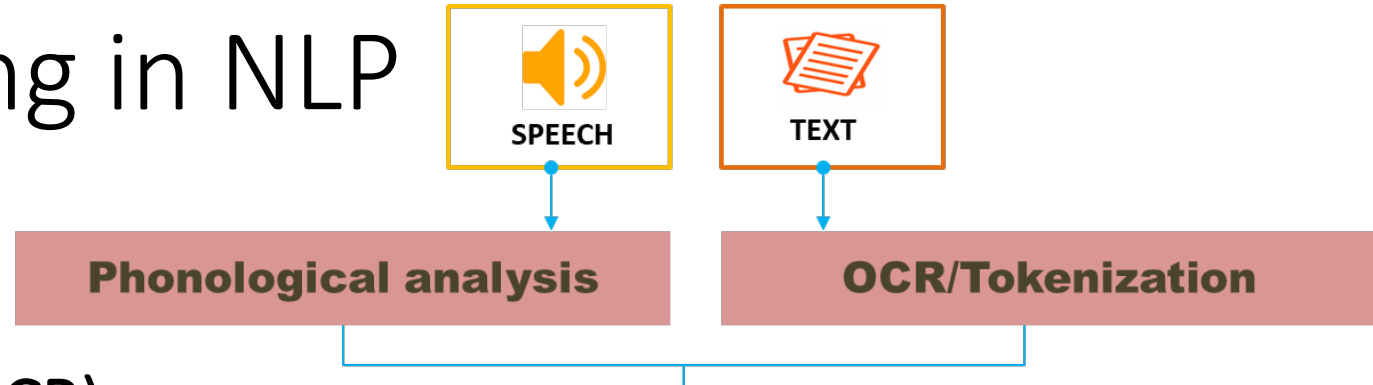 ng in NLP
SPEECH
TEXT
Phonological analysis
OCR/Tokenization